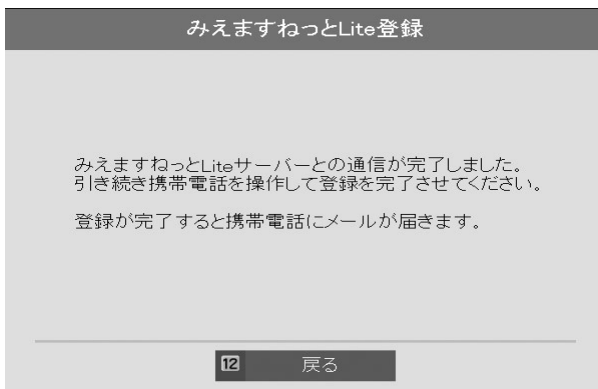 みえますねっとLite登録
みえますねっとLiteサーバーとの通信が完了しました。
引き続き携帯電話を操作して登録を完了させてください。
登録が完了すると携帯電話にメールが届きます。
12 戻る